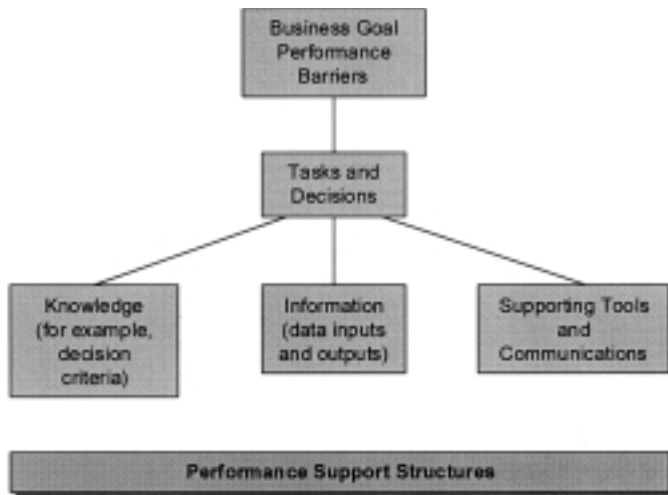 Business Goal
Performance
Barriers
Tasks and
Decisions
Knowledge
(for example,
decision
criteria)
Information
(data inputs
and outputs)
Supporting Tools
and
Communications
Performance Support Structures